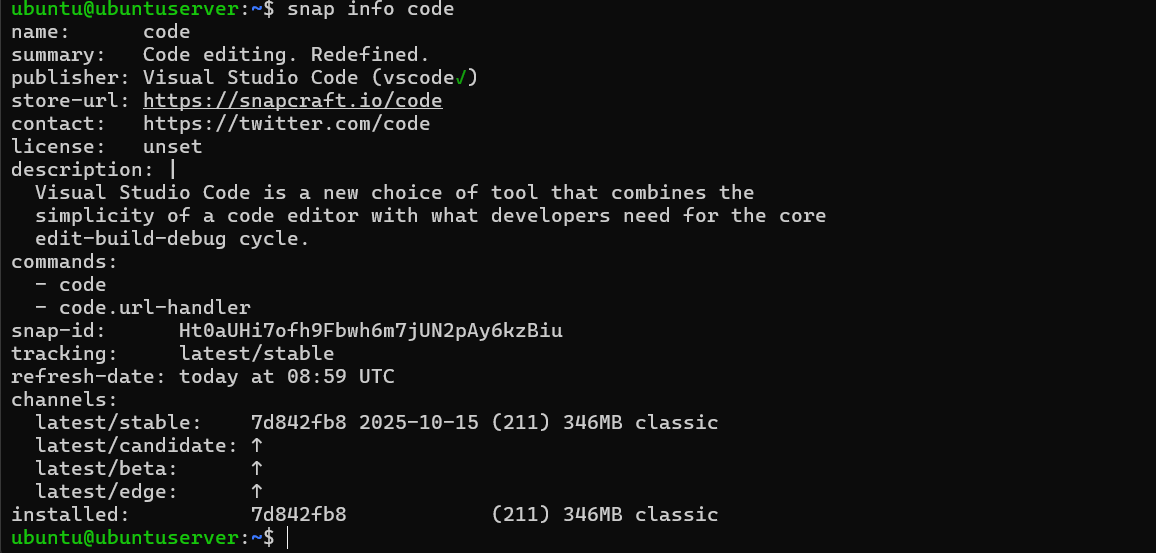 ubuntu@ubuntuserver:~$ snap info code
name:      code
summary:   Code editing. Redefined.
publisher: Visual Studio Code (vscode√)
store-url: https://snapcraft.io/code
contact:   https://twitter.com/code
license:   unset
description: |
  Visual Studio Code is a new choice of tool that combines the
  simplicity of a code editor with what developers need for the core
  edit-build-debug cycle.
commands:
  - code
  - code.url-handler
snap-id:      Ht0aUHi7ofh9Fbwh6m7jUN2pAy6kzBiu
tracking:     latest/stable
refresh-date: today at 08:59 UTC
channels:
  latest/stable:    7d842fb8 2025-10-15 (211) 346MB classic
  latest/candidate: ↑
  latest/beta:      ↑
  latest/edge:      ↑
installed:          7d842fb8            (211) 346MB classic
ubuntu@ubuntuserver:~$